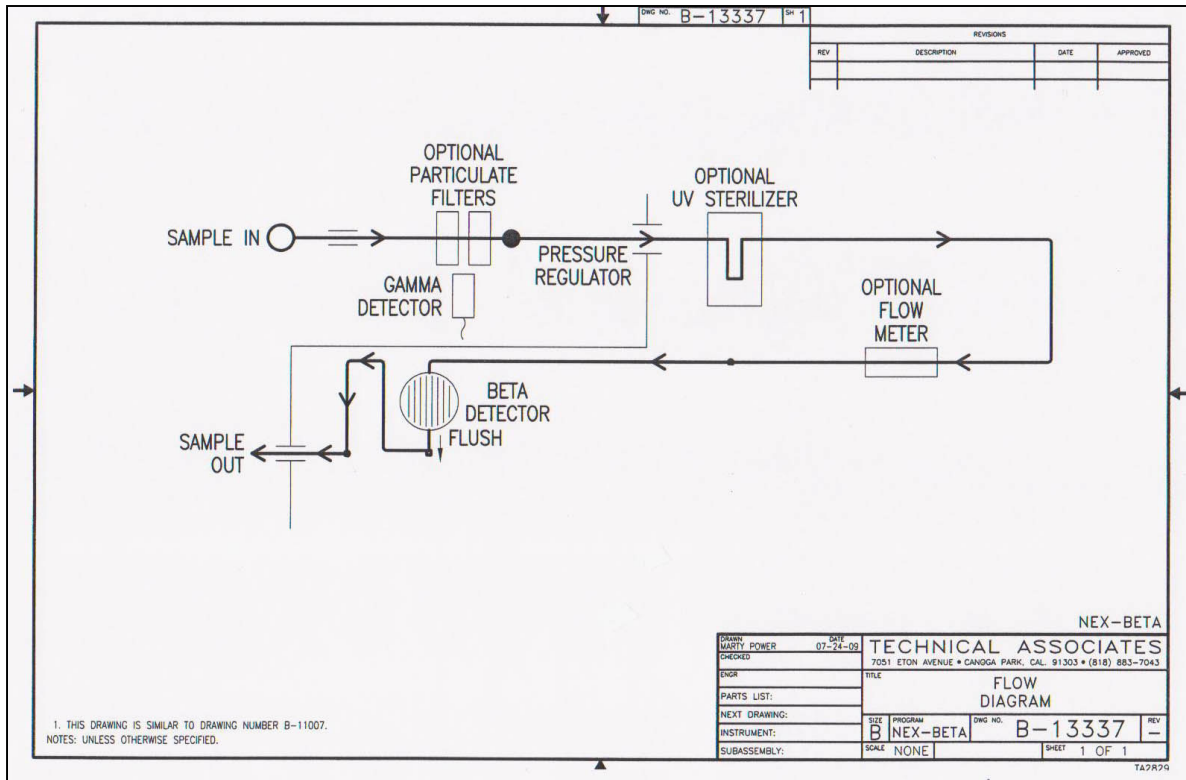 DWG NO. B-13337 SH 1
REVISIONS
REV DESCRIPTION DATE APPROVED
OPTIONAL
PARTICULATE
FILTERS
OPTIONAL
UV STERILIZER
SAMPLE IN
PRESSURE
REGULATOR
GAMMA
DETECTOR
OPTIONAL
FLOW
METER
BETA
DETECTOR
FLUSH
SAMPLE
OUT
NEX-BETA
DRAWN DATE
MARTY POWER 07-24-09
CHECKED
ENGR
PARTS LIST:
NEXT DRAWING:
INSTRUMENT:
SUBASSEMBLY:
TECHNICAL ASSOCIATES
7051 ETON AVENUE • CANOGA PARK, CAL. 91303 • (818) 883-7043
TITLE
FLOW
DIAGRAM
SIZE PROGRAM DWG NO. REV
B NEX-BETA B-13337 -
SCALE NONE SHEET 1 OF 1
1. THIS DRAWING IS SIMILAR TO DRAWING NUMBER B-11007.
NOTES: UNLESS OTHERWISE SPECIFIED.
TA2829